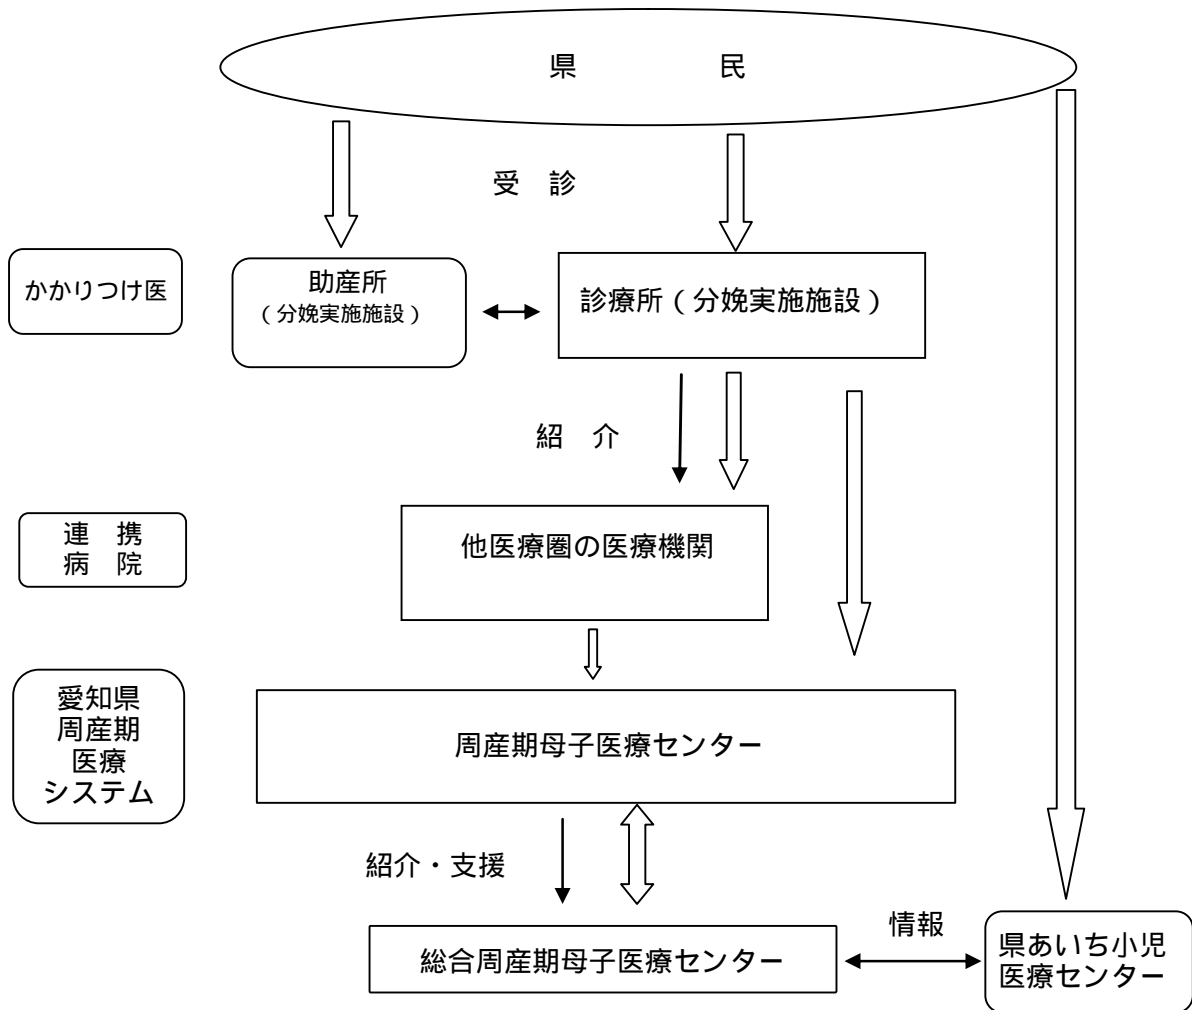 県　民
受　診
かかりつけ医
助産所
（分娩実施施設）
診療所（分娩実施施設）
紹　介
連　携
病　院
他医療圏の医療機関
愛知県
周産期
医療
システム
周産期母子医療センター
紹介・支援
総合周産期母子医療センター
情報
県あいち小児
医療センター